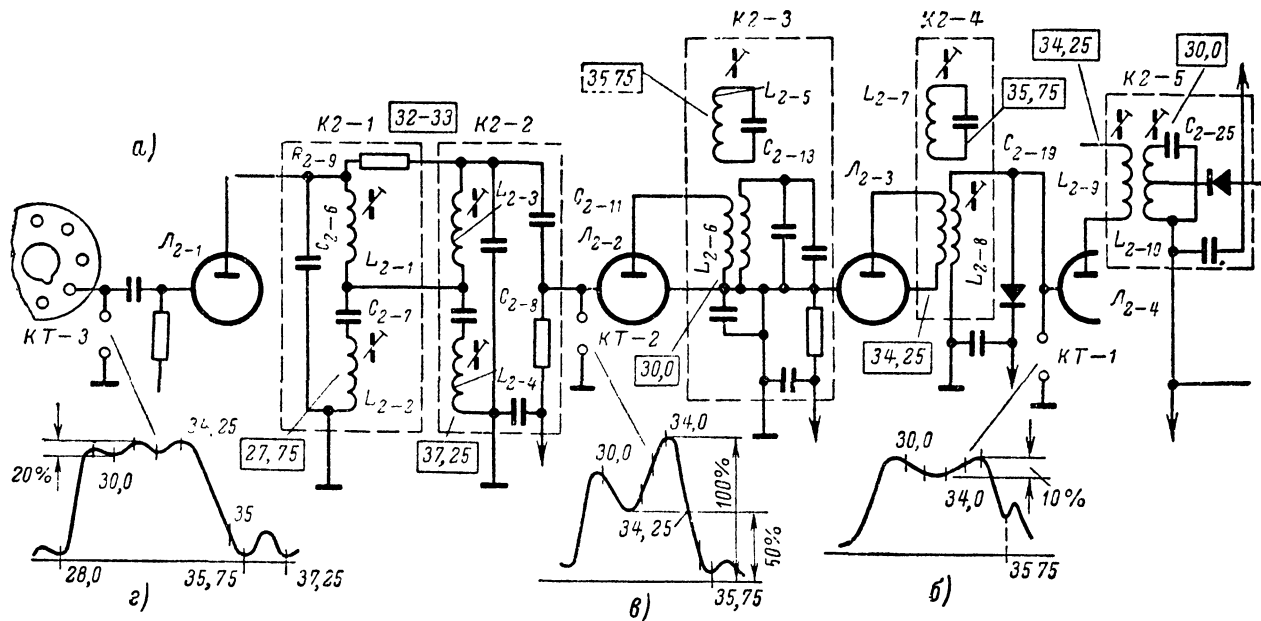 К2-3
К2-4
34,25
30,0
К2-5
35,75
L2-5
L2-7
35,75
C2-25
32-33
К2-1
К2-2
а)
R2-9
C2-13
C2-19
Л2-3
L2-9
L2-3
C2-11
Л2-1
C2-6
Л2-2
L2-6
L2-8
L2-10
L2-1
C2-7
C2-8
КТ-3
КТ-2
КТ-1
Л2-4
L2-2
L2-4
30,0
34,25
27,75
37,25
34,25
20%
30,0
35
28,0
35,75
37,25
г)
34,0
30,0
100%
34,25
50%
35,75
в)
30,0
34,0
10%
35,75
б)